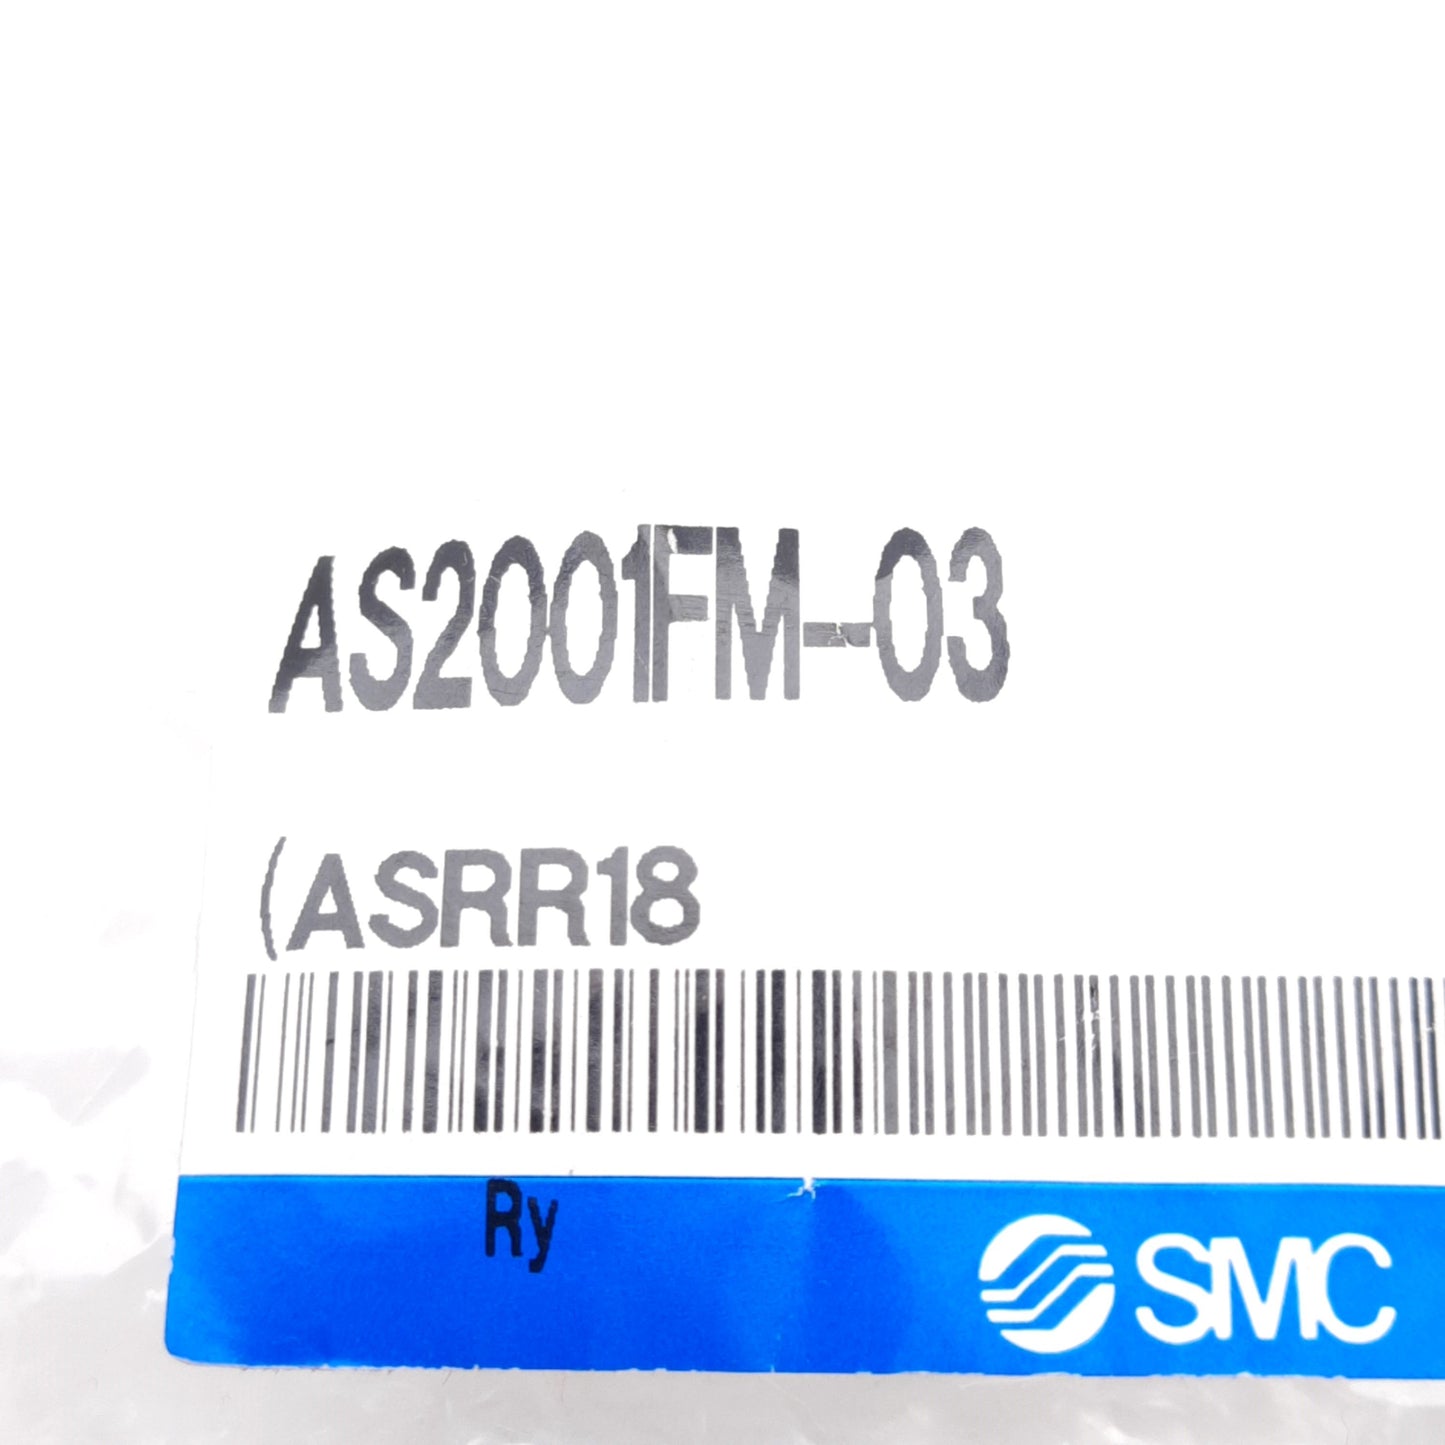 AS2001FM-03
(ASRR18
Ry
SMC